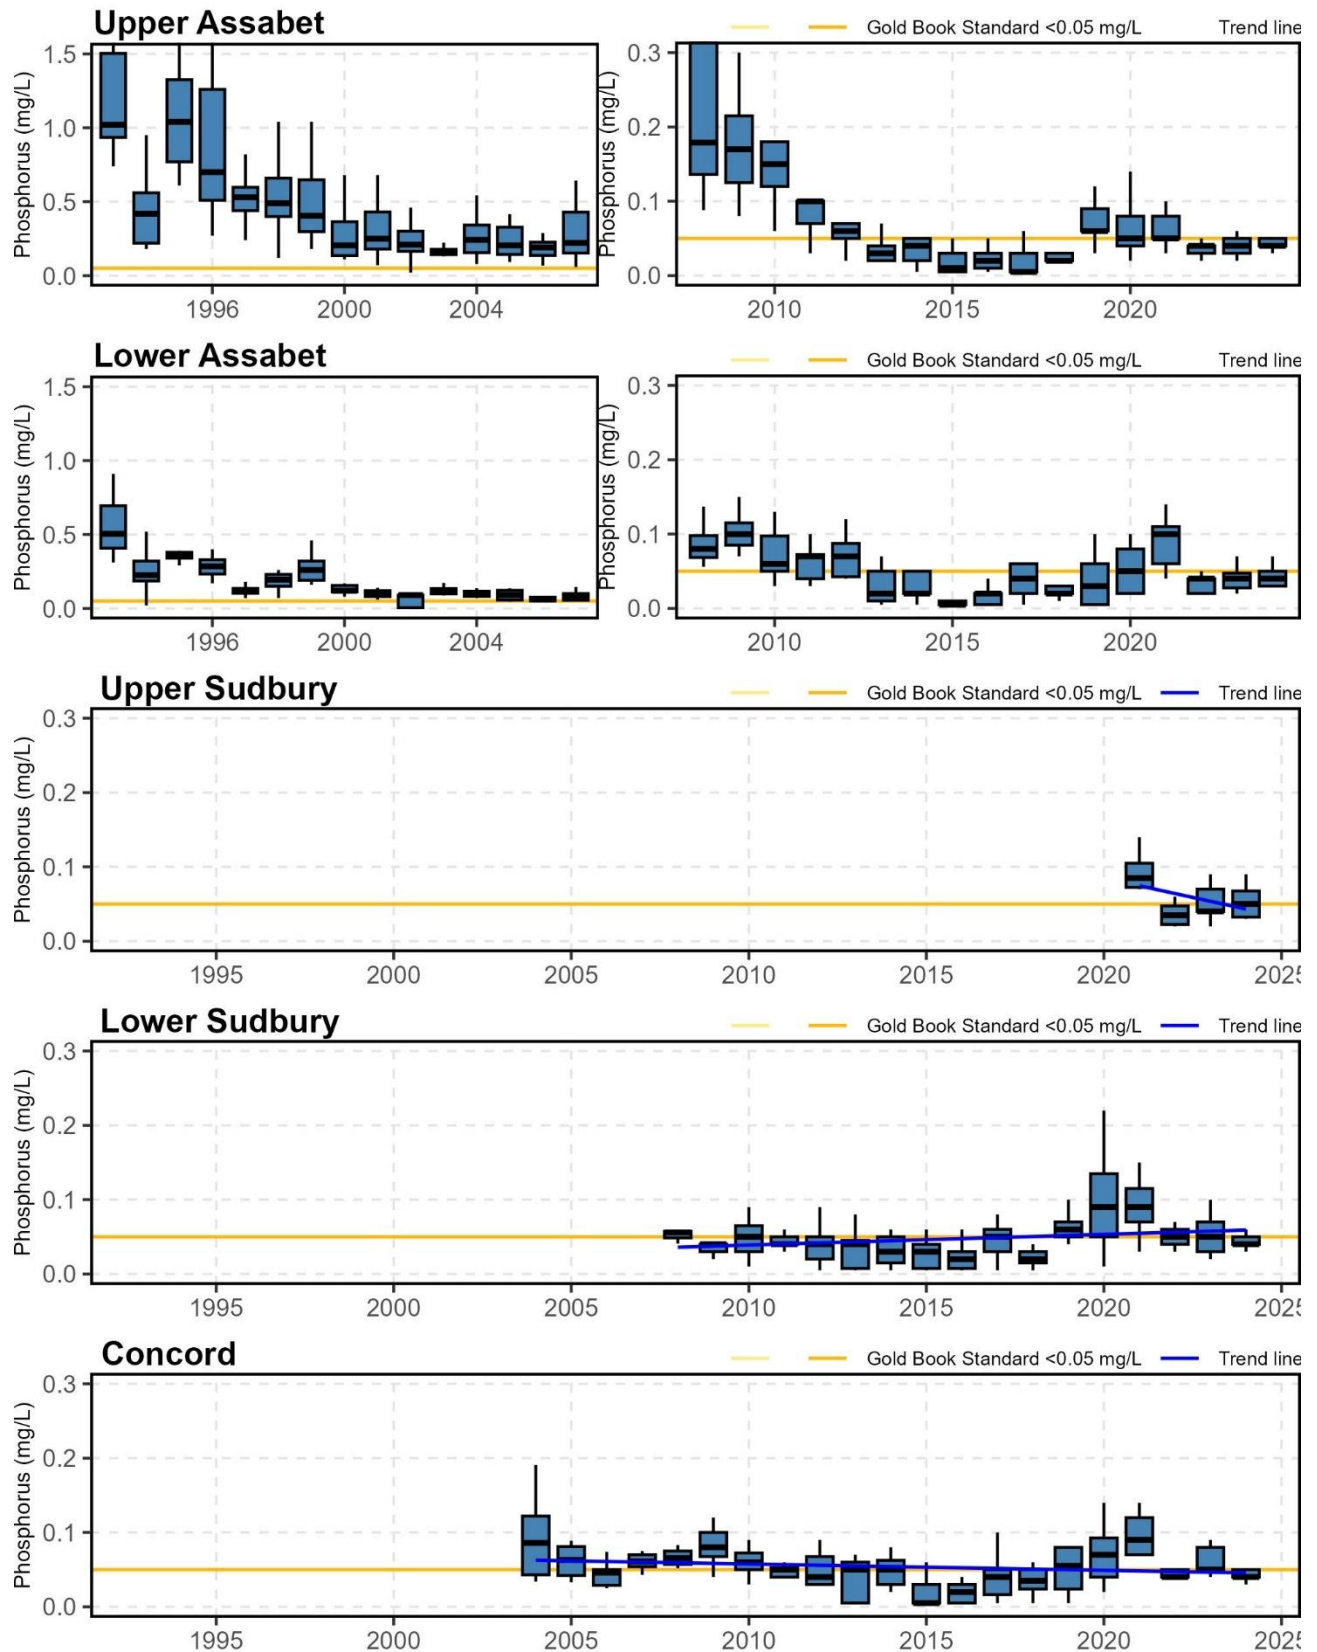 Upper Assabet
Gold Book Standard <0.05 mg/L Trend line
Phosphorus (mg/L)
1.5
1.0
0.5
0.0
1996 2000 2004
Phosphorus (mg/L)
0.3
0.2
0.1
0.0
2010 2015 2020
Lower Assabet
Gold Book Standard <0.05 mg/L Trend line
Phosphorus (mg/L)
1.5
1.0
0.5
0.0
1996 2000 2004
Phosphorus (mg/L)
0.3
0.2
0.1
0.0
2010 2015 2020
Upper Sudbury
Gold Book Standard <0.05 mg/L Trend line
Phosphorus (mg/L)
0.3
0.2
0.1
0.0
1995 2000 2005 2010 2015 2020 2025
Lower Sudbury
Gold Book Standard <0.05 mg/L Trend line
Phosphorus (mg/L)
0.3
0.2
0.1
0.0
1995 2000 2005 2010 2015 2020 2025
Concord
Gold Book Standard <0.05 mg/L Trend line
Phosphorus (mg/L)
0.3
0.2
0.1
0.0
1995 2000 2005 2010 2015 2020 2025